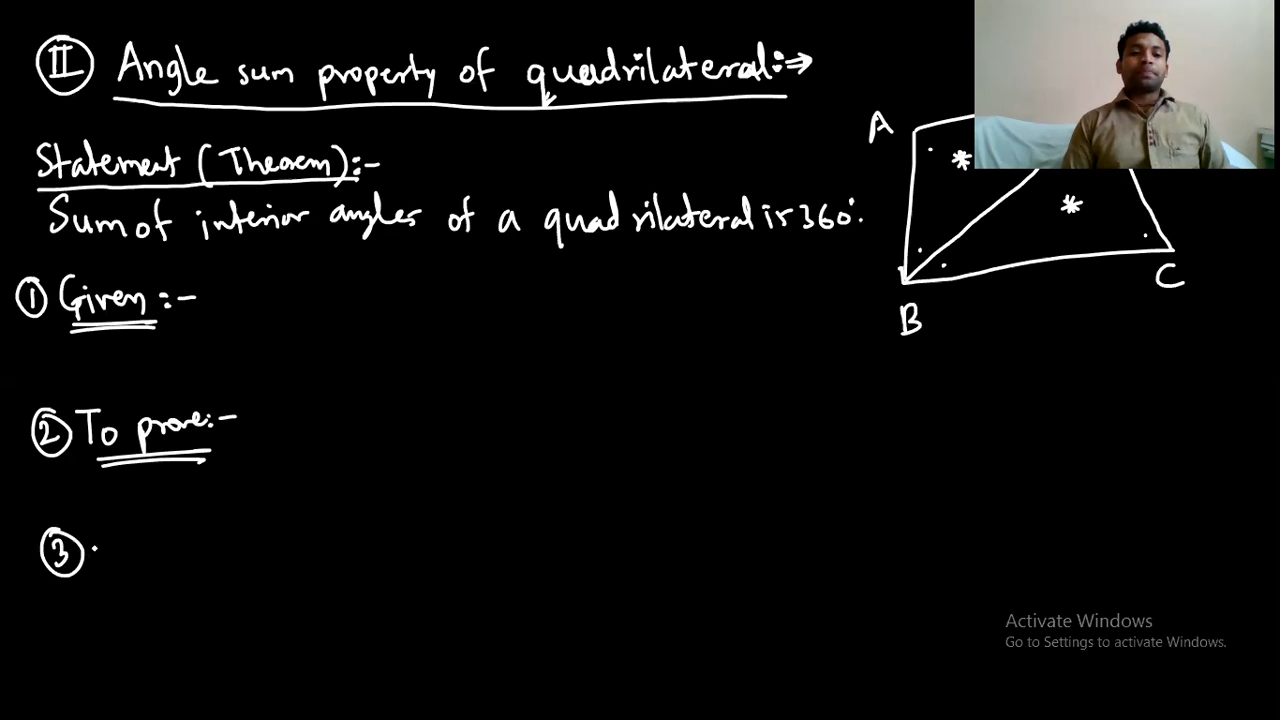 II Angle sum property of quadrilateral:→
Statement (Theorem):-
Sum of interior angles of a quadrilateral is 360°.
① Given:-
② To prove:-
③
A
B
C
Activate Windows
Go to Settings to activate Windows.